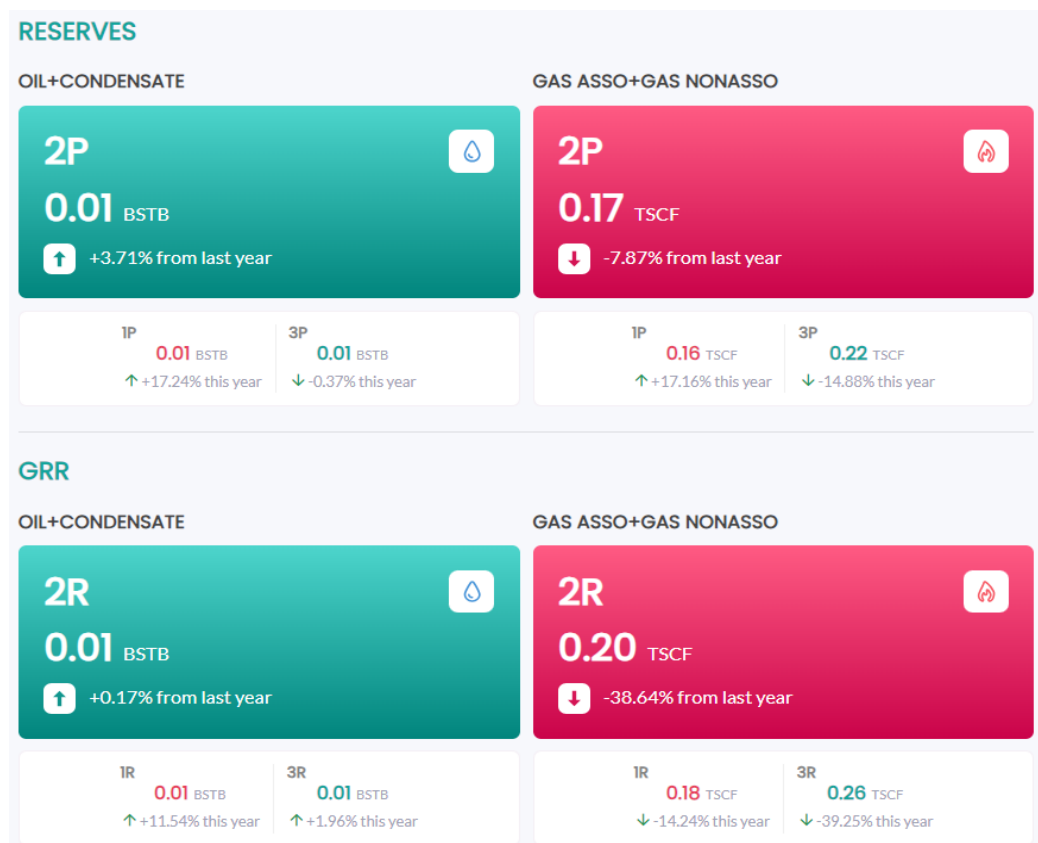 RESERVES
OIL+CONDENSATE
2P
0.01 BSTB
+3.71% from last year
1P
0.01 BSTB
+17.24% this year
3P
0.01 BSTB
-0.37% this year
GAS ASSO+GAS NONASSO
2P
0.17 TSCF
-7.87% from last year
1P
0.16 TSCF
+17.16% this year
3P
0.22 TSCF
-14.88% this year
GRR
OIL+CONDENSATE
2R
0.01 BSTB
+0.17% from last year
1R
0.01 BSTB
+11.54% this year
3R
0.01 BSTB
+1.96% this year
GAS ASSO+GAS NONASSO
2R
0.20 TSCF
-38.64% from last year
1R
0.18 TSCF
-14.24% this year
3R
0.26 TSCF
-39.25% this year